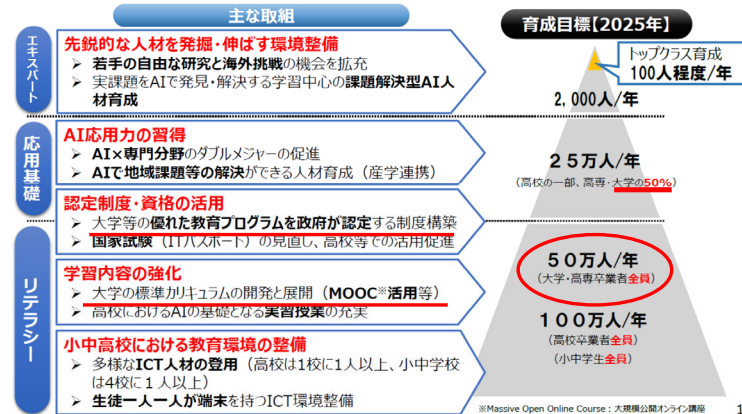 主な取組
育成目標【2025年】
エキスパート
先鋭的な人材を発掘・伸ばす環境整備
➢ 若手の自由な研究と海外挑戦の機会を拡充
➢ 実課題をAIで発見・解決する学習中心の課題解決型AI人
材育成
トップクラス育成
100人程度/年
2,000人/年
応用基礎
AI応用力の習得
➢ AI×専門分野のダブルメジャーの促進
➢ AIで地域課題等の解決ができる人材育成（産学連携）
25万人/年
（高校の一部、高専・大学の50%）
認定制度・資格の活用
➢ 大学等の優れた教育プログラムを政府が認定する制度構築
➢ 国家試験（ITパスポート）の見直し、高校等での活用促進
リテラシー
学習内容の強化
➢ 大学の標準カリキュラムの開発と展開（MOOC※活用等）
➢ 高校におけるAIの基礎となる実習授業の充実
50万人/年
（大学・高専卒業者全員）
100万人/年
（高校卒業者全員）
（小中学生全員）
小中高校における教育環境の整備
➢ 多様なICT人材の登用（高校は1校に1人以上、小中学校
は4校に１人以上）
➢ 生徒一人一人が端末を持つICT環境整備
※Massive Open Online Course：大規模公開オンライン講座
1